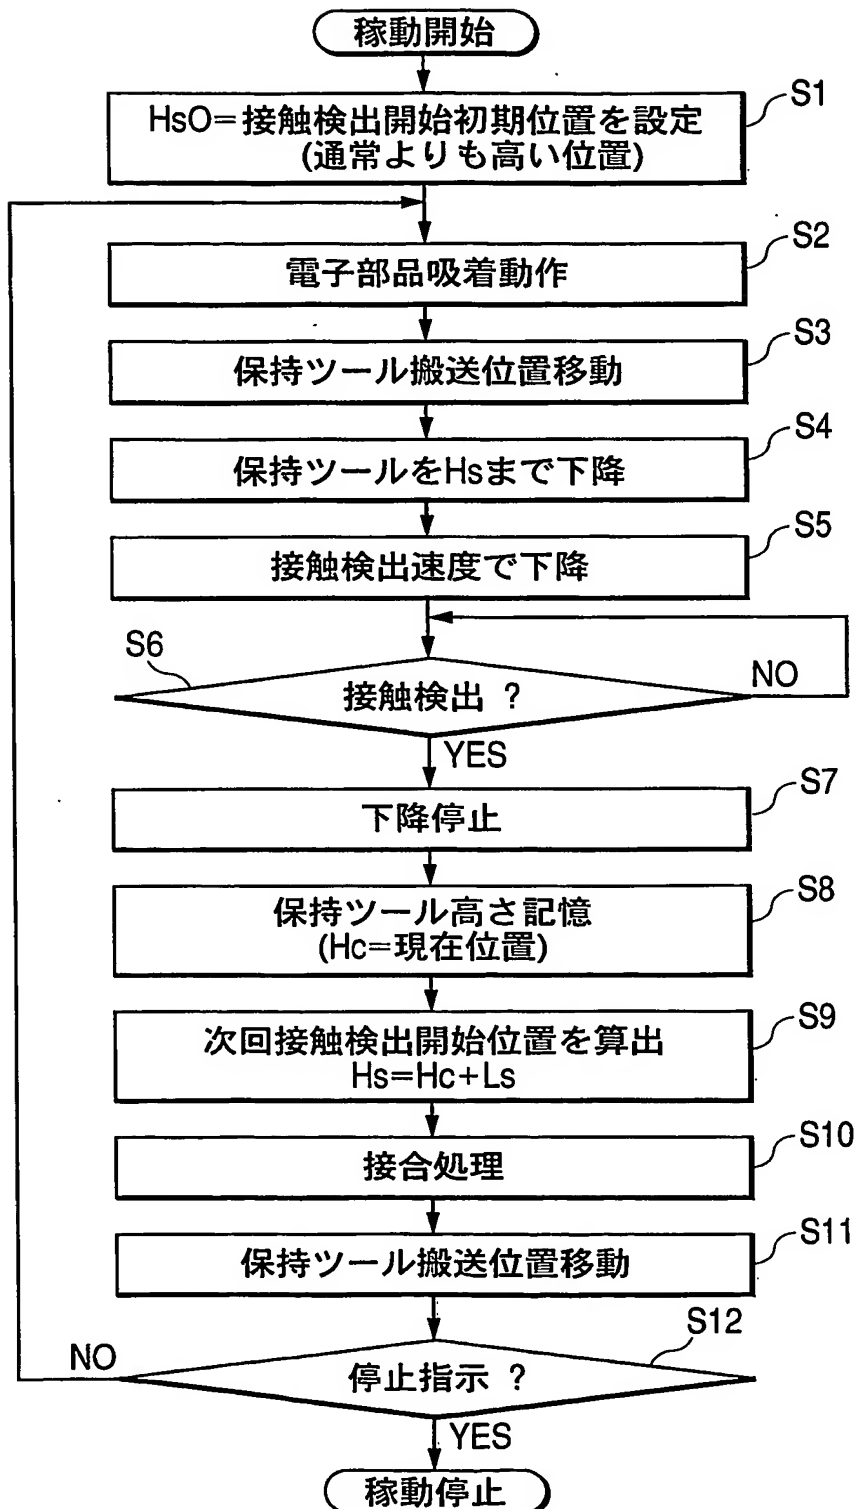 稼動開始
S1
HsO=接触検出開始初期位置を設定
(通常よりも高い位置)
S2
電子部品吸着動作
S3
保持ツール搬送位置移動
S4
保持ツールをHsまで下降
S5
接触検出速度で下降
S6
接触検出 ?
NO
YES
S7
下降停止
S8
保持ツール高さ記憶
(Hc=現在位置)
S9
次回接触検出開始位置を算出
Hs=Hc+Ls
S10
接合処理
S11
保持ツール搬送位置移動
S12
NO
停止指示 ?
YES
稼動停止